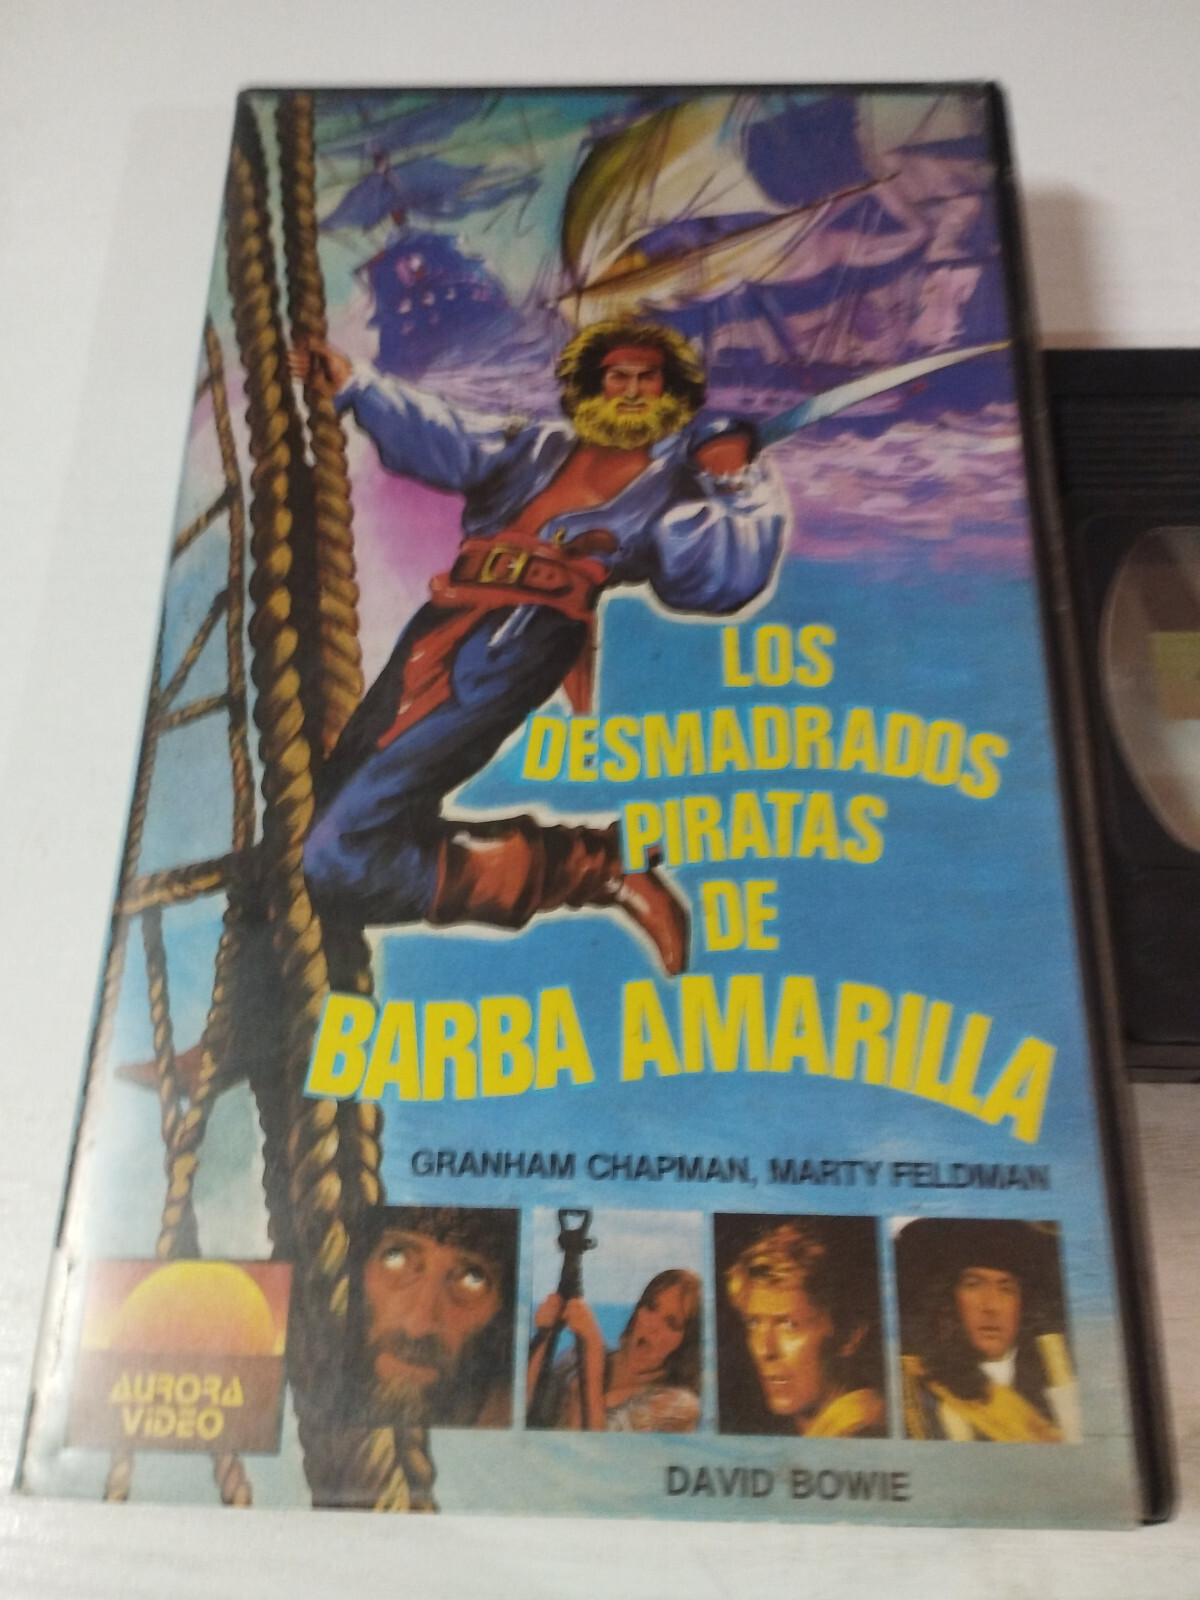 LOS
DESMADRADOS
PIRATAS
DE
BARBA AMARILLA
GRANHAM CHAPMAN, MARTY FELDMAN
AURORA
VIDEO
DAVID BOWIE